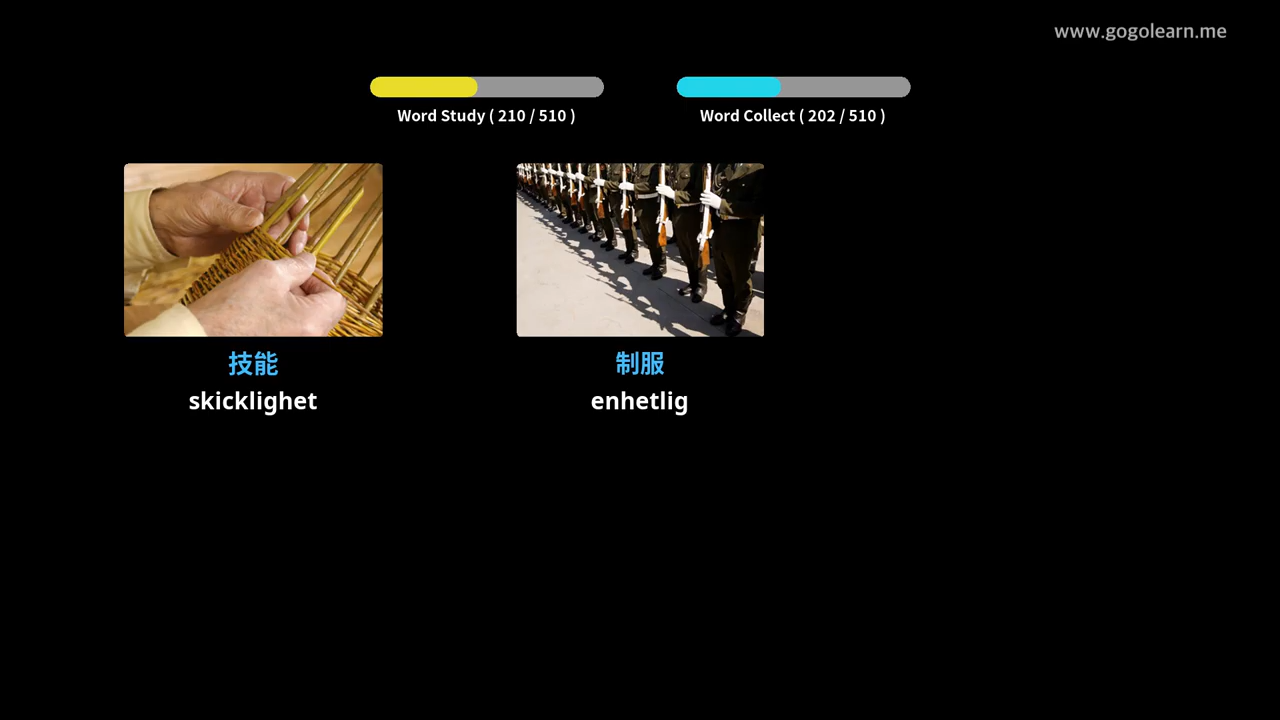 www.gogolearn.me
Word Study ( 210 / 510 )
Word Collect ( 202 / 510 )
技能
skicklighet
制服
enhetlig